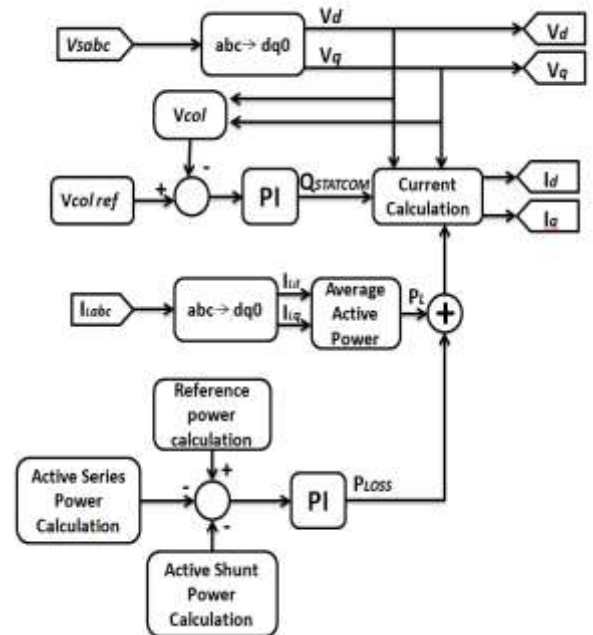 Vsabc
abc→ dq0
Vd
Vq
Vd
Vq
Vcol
-
Vcol ref
+
PI
QSTATCOM
Current
Calculation
Id
Iq
ILabc
abc→ dq0
ILd
ILq
Average
Active
Power
PL
+
Reference
power
calculation
+
Active Series
Power
Calculation
-
-
PI
PLOSS
Active Shunt
Power
Calculation